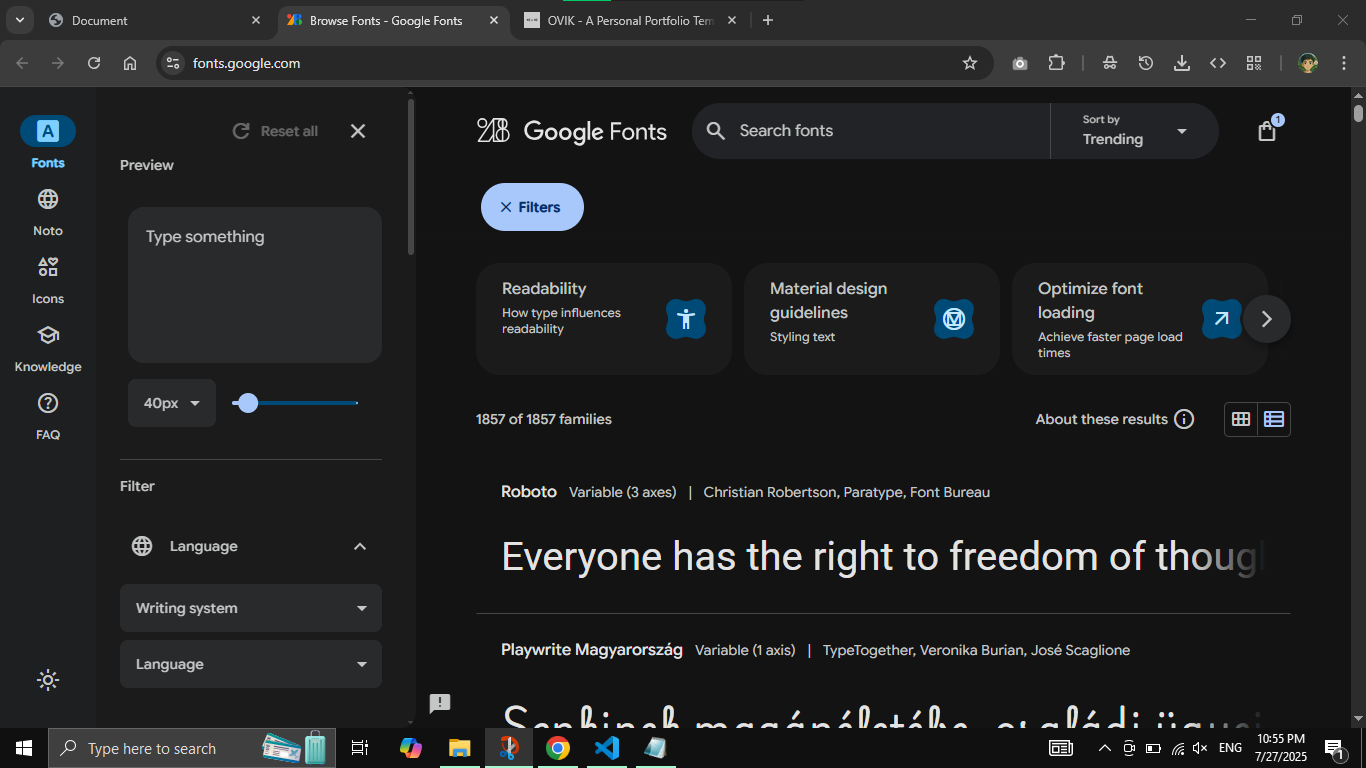 Document
Browse Fonts - Google Fonts
OVIK - A Personal Portfolio Tem
fonts.google.com
Fonts
Noto
Icons
Knowledge
FAQ
Reset all
Preview
Type something
40px
Filter
Language
Writing system
Language
Google Fonts
Search fonts
Sort by
Trending
1
Filters
Readability
How type influences
readability
Material design
guidelines
Styling text
Optimize font
loading
Achieve faster page load
times
1857 of 1857 families
About these results
Roboto Variable (3 axes) | Christian Robertson, Paratype, Font Bureau
Everyone has the right to freedom of thoug
Playwrite Magyarország Variable (1 axis) | TypeTogether, Veronika Burian, José Scaglione
Type here to search
ENG
10:55 PM
7/27/2025
1